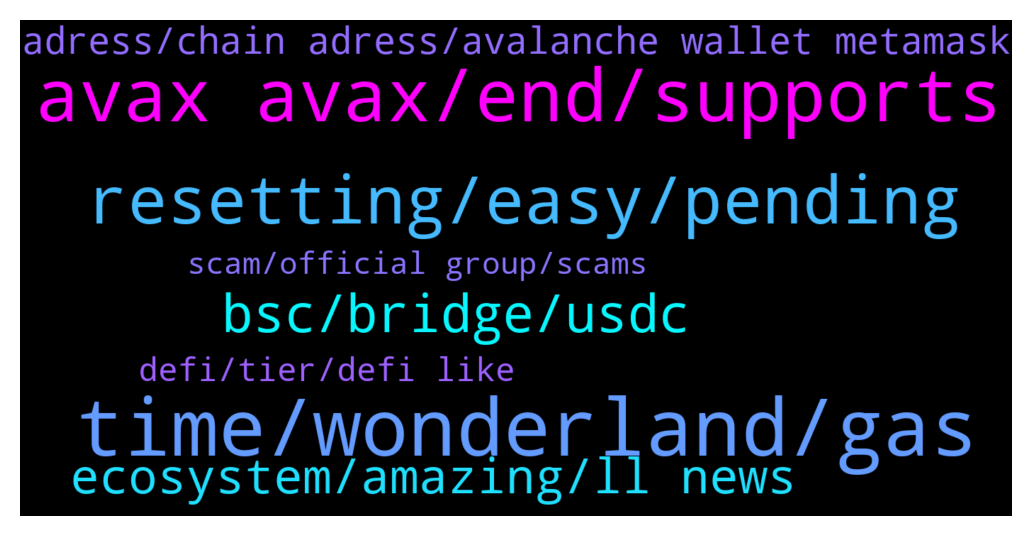 adress/chain adress/avalanche wallet metamask
avax avax/end/supports
resetting/easy/pending
scam/official group/scams
bsc/bridge/usdc
defi/tier/defi like
time/wonderland/gas
ecosystem/amazing/ll news